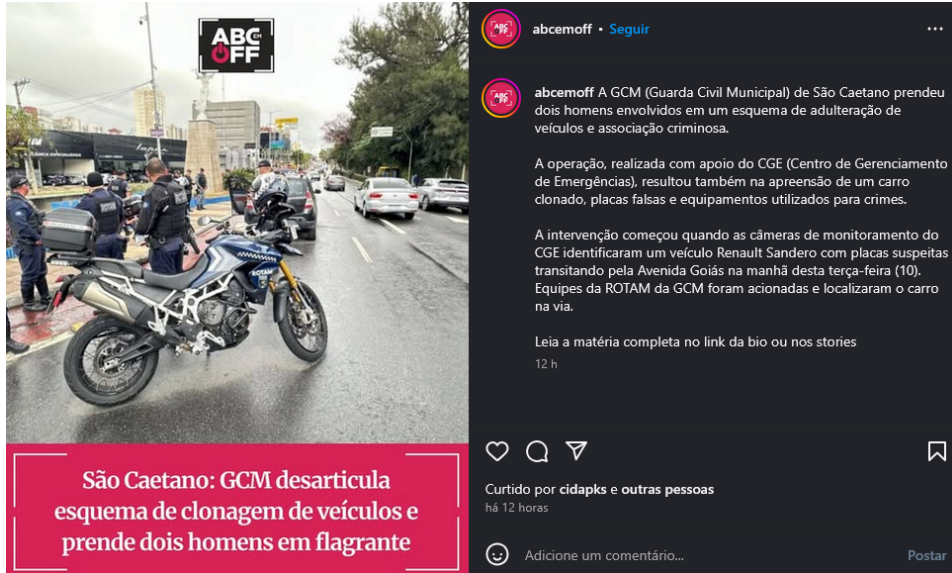 ABC EM
OFF
ROTAM
São Caetano: GCM desarticula
esquema de clonagem de veículos e
prende dois homens em flagrante
abcemoff • Seguir
abcemoff A GCM (Guarda Civil Municipal) de São Caetano prendeu
dois homens envolvidos em um esquema de adulteração de
veículos e associação criminosa.
A operação, realizada com apoio do CGE (Centro de Gerenciamento
de Emergências), resultou também na apreensão de um carro
clonado, placas falsas e equipamentos utilizados para crimes.
A intervenção começou quando as câmeras de monitoramento do
CGE identificaram um veículo Renault Sandero com placas suspeitas
transitando pela Avenida Goiás na manhã desta terça-feira (10).
Equipes da ROTAM da GCM foram acionadas e localizaram o carro
na via.
Leia a matéria completa no link da bio ou nos stories
12 h
Curtido por cidapks e outras pessoas
há 12 horas
Adicione um comentário...
Postar